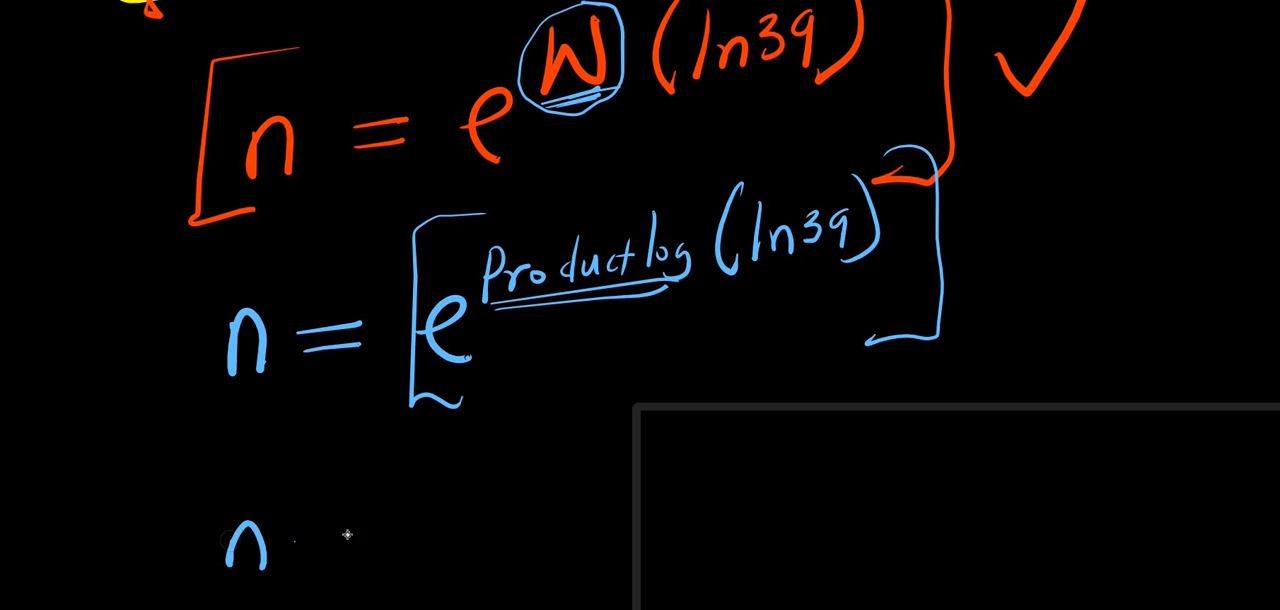 [n = e^W (ln39)] ✓
n = [e^Productlog (ln39)]
n